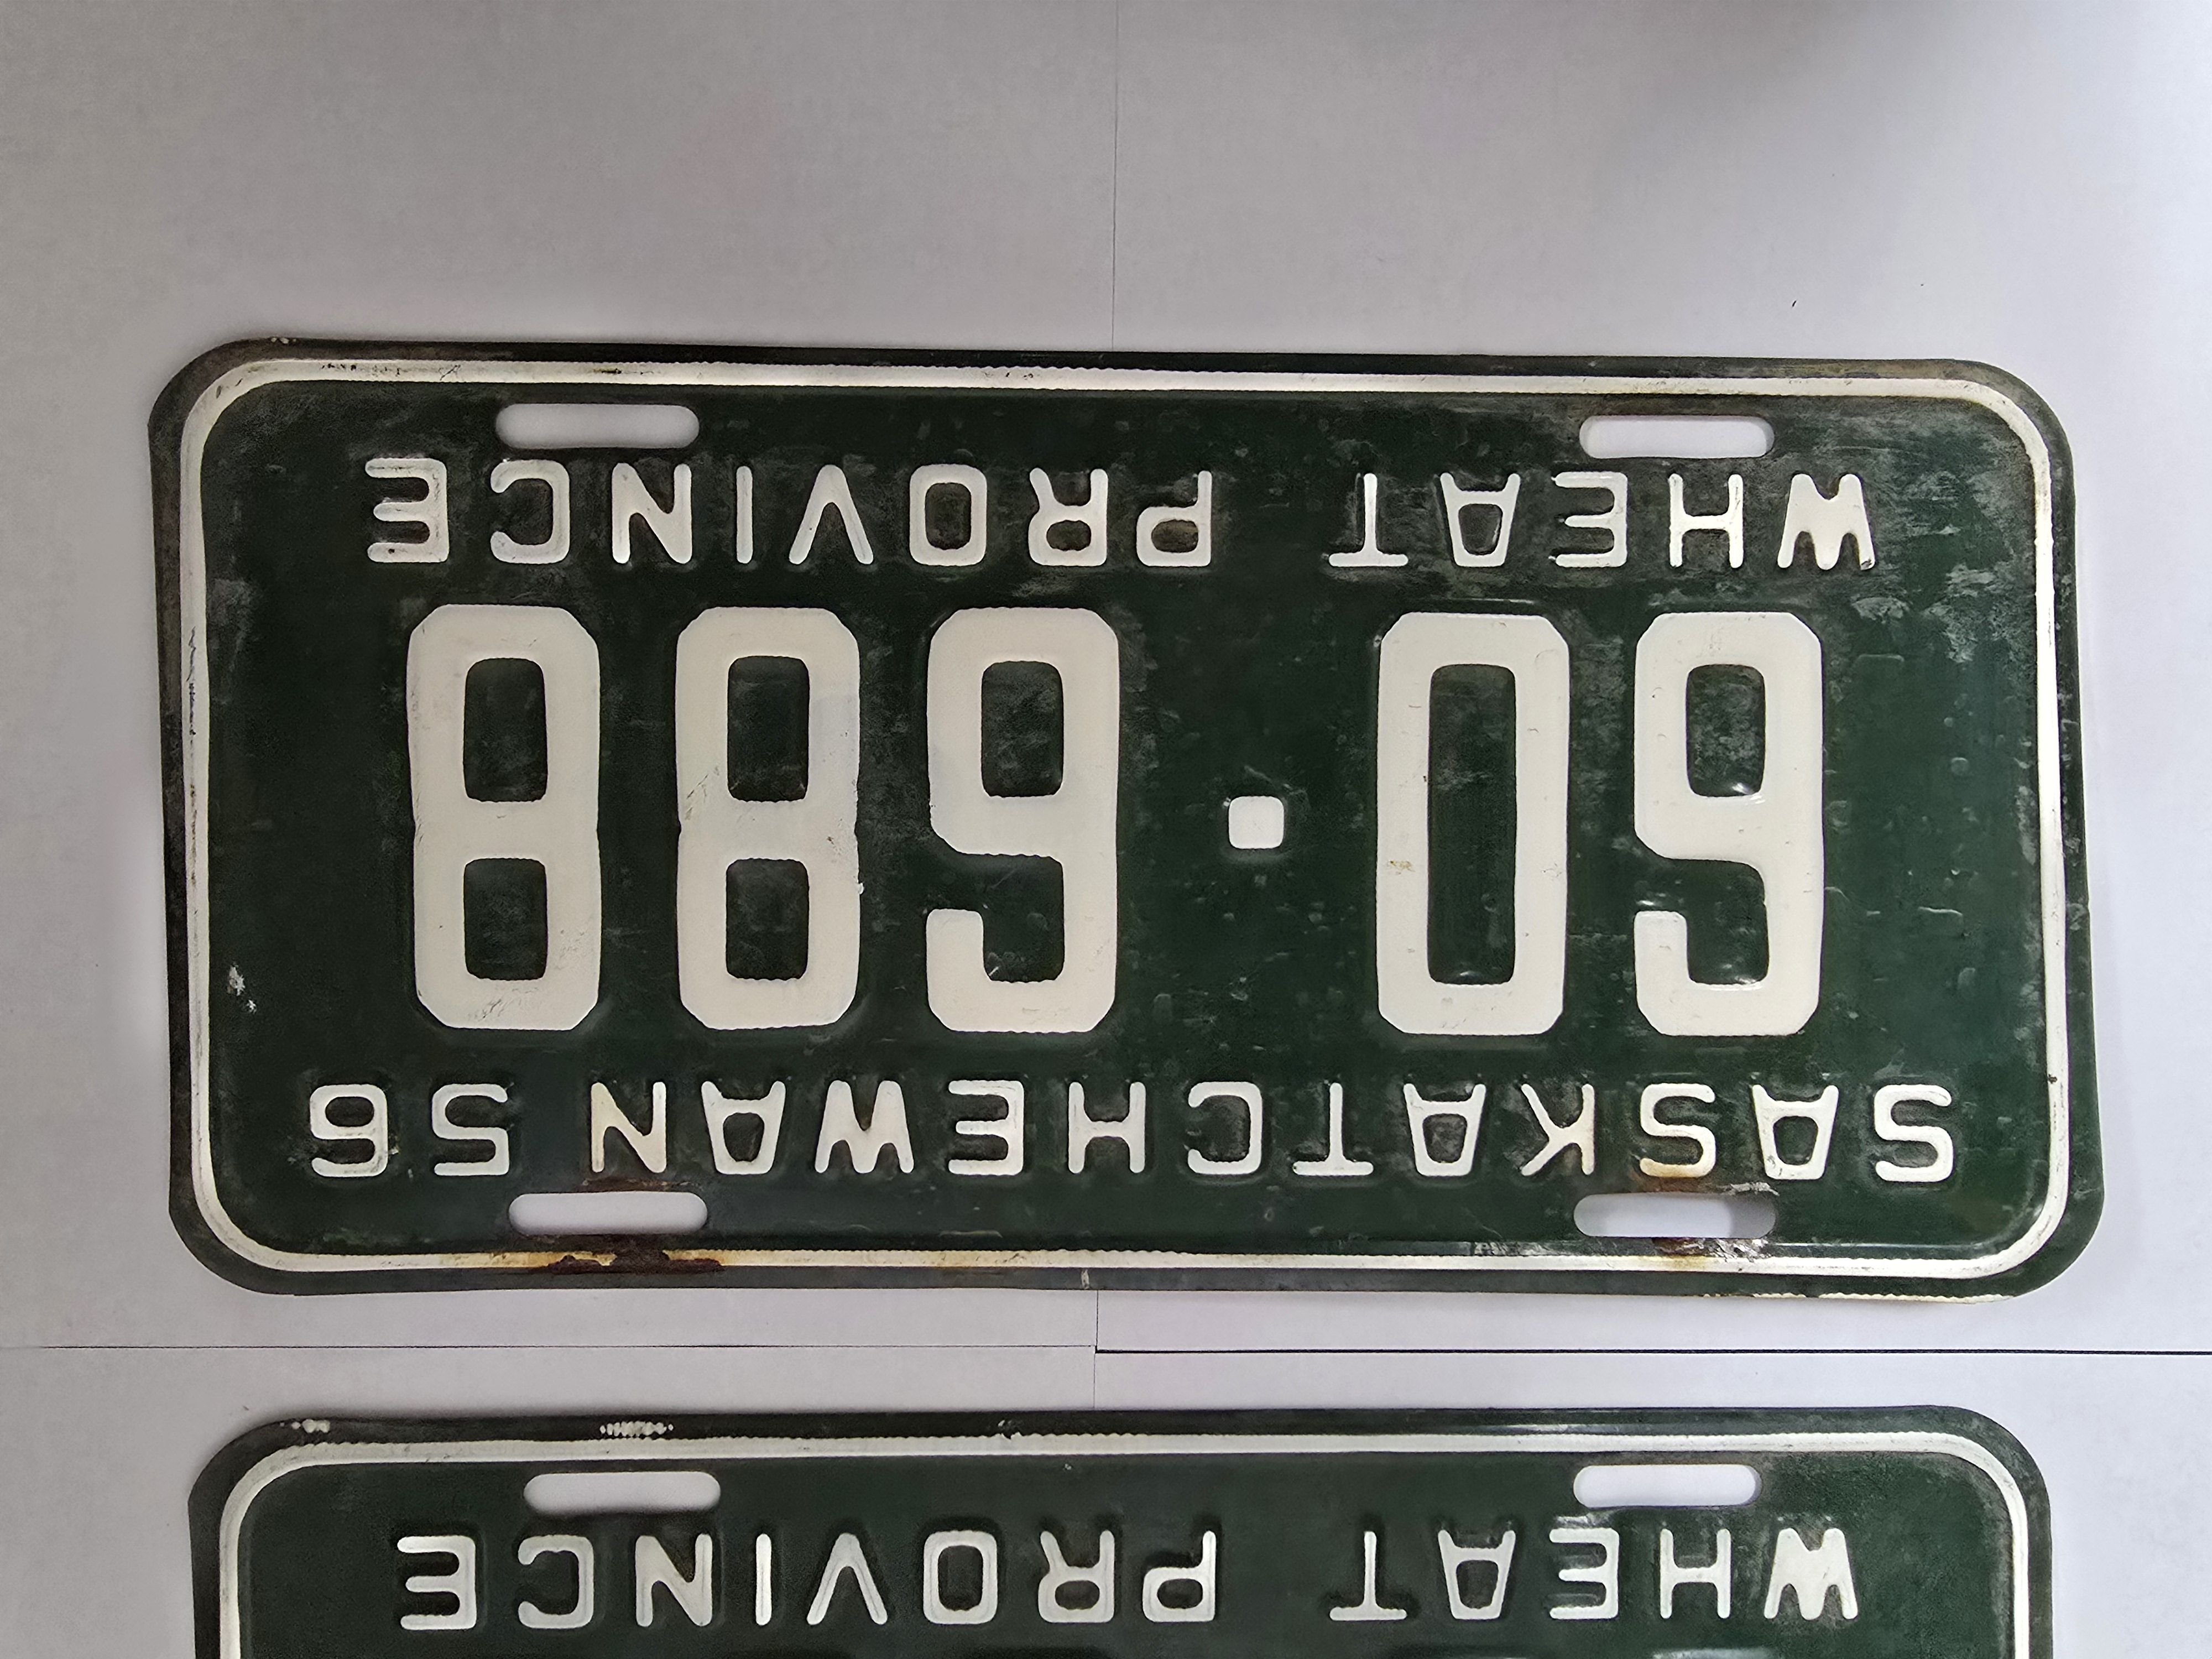 WHEAT PROVINCE
SASKATCHEWAN 56
60·688
WHEAT PROVINCE